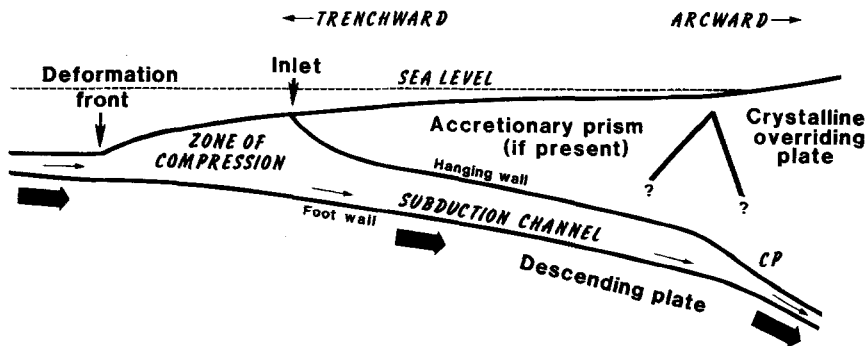 ←TRENCHWARD
ARCWARD→
Deformation
front
Inlet
SEA LEVEL
Crystalline
overriding
plate
ZONE OF
COMPRESSION
Accretionary prism
(if present)
Hanging wall
?
?
Foot wall
SUBDUCTION CHANNEL
CP
Descending plate